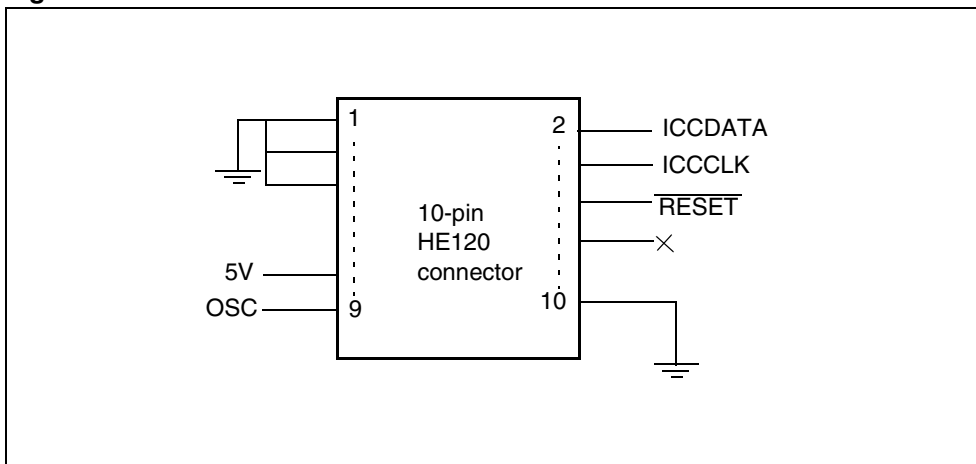 1
2
ICCDATA
ICCCLK
RESET
10-pin
HE120
connector
5V
OSC
9
10